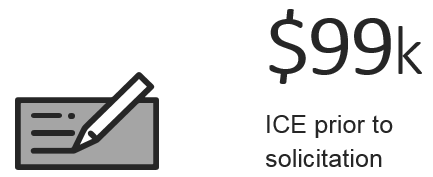 $99k
ICE prior to
solicitation